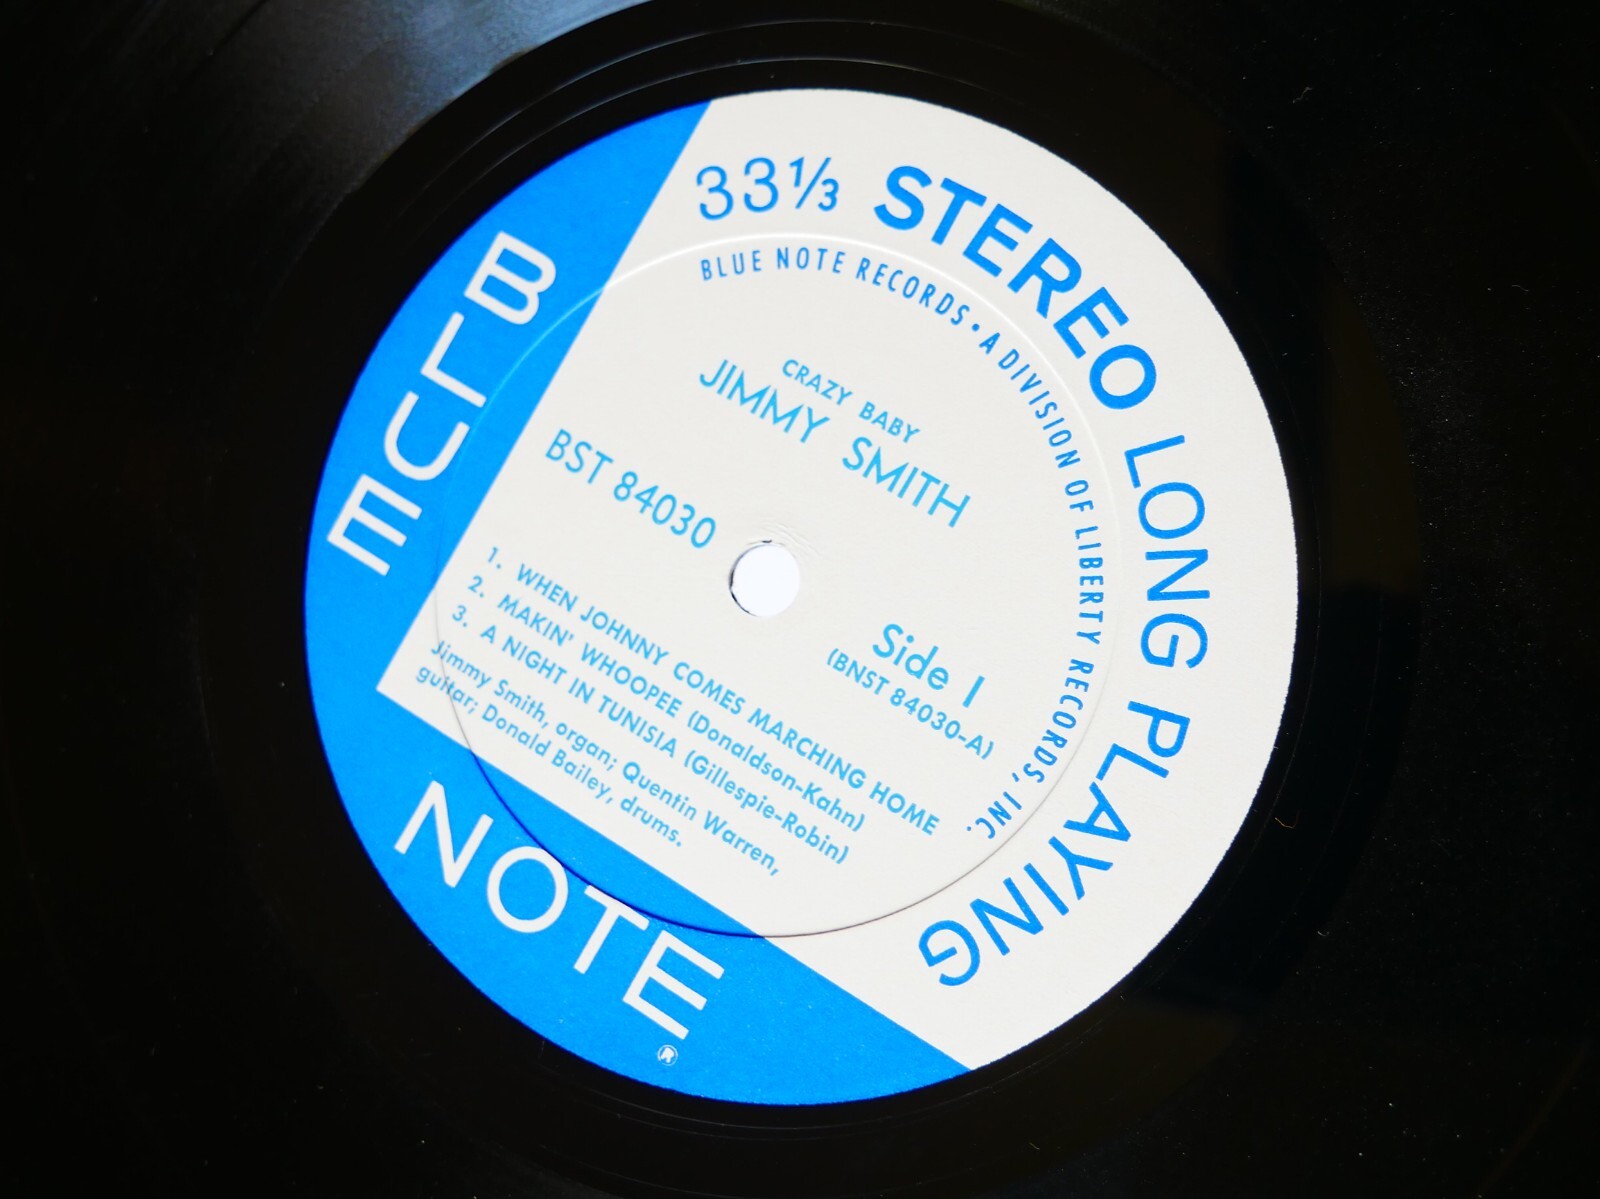 33⅓ STEREO LONG PLAYING
BLUE NOTE RECORDS • A DIVISION OF LIBERTY RECORDS, INC.
CRAZY BABY
JIMMY SMITH
BST 84030
Side 1
(BNST 84030-A)
1. WHEN JOHNNY COMES MARCHING HOME
2. MAKIN' WHOOPEE (Donaldson-Kahn)
3. A NIGHT IN TUNISIA (Gillespie-Robin)
Jimmy Smith, organ; Quentin Warren,
guitar; Donald Bailey, drums.
BLUE
NOTE
®